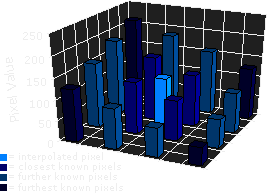 250
200
150
100
50
0
Pixel Value
= interpolated pixel
= closest known pixels
= further known pixels
= furthest known pixels